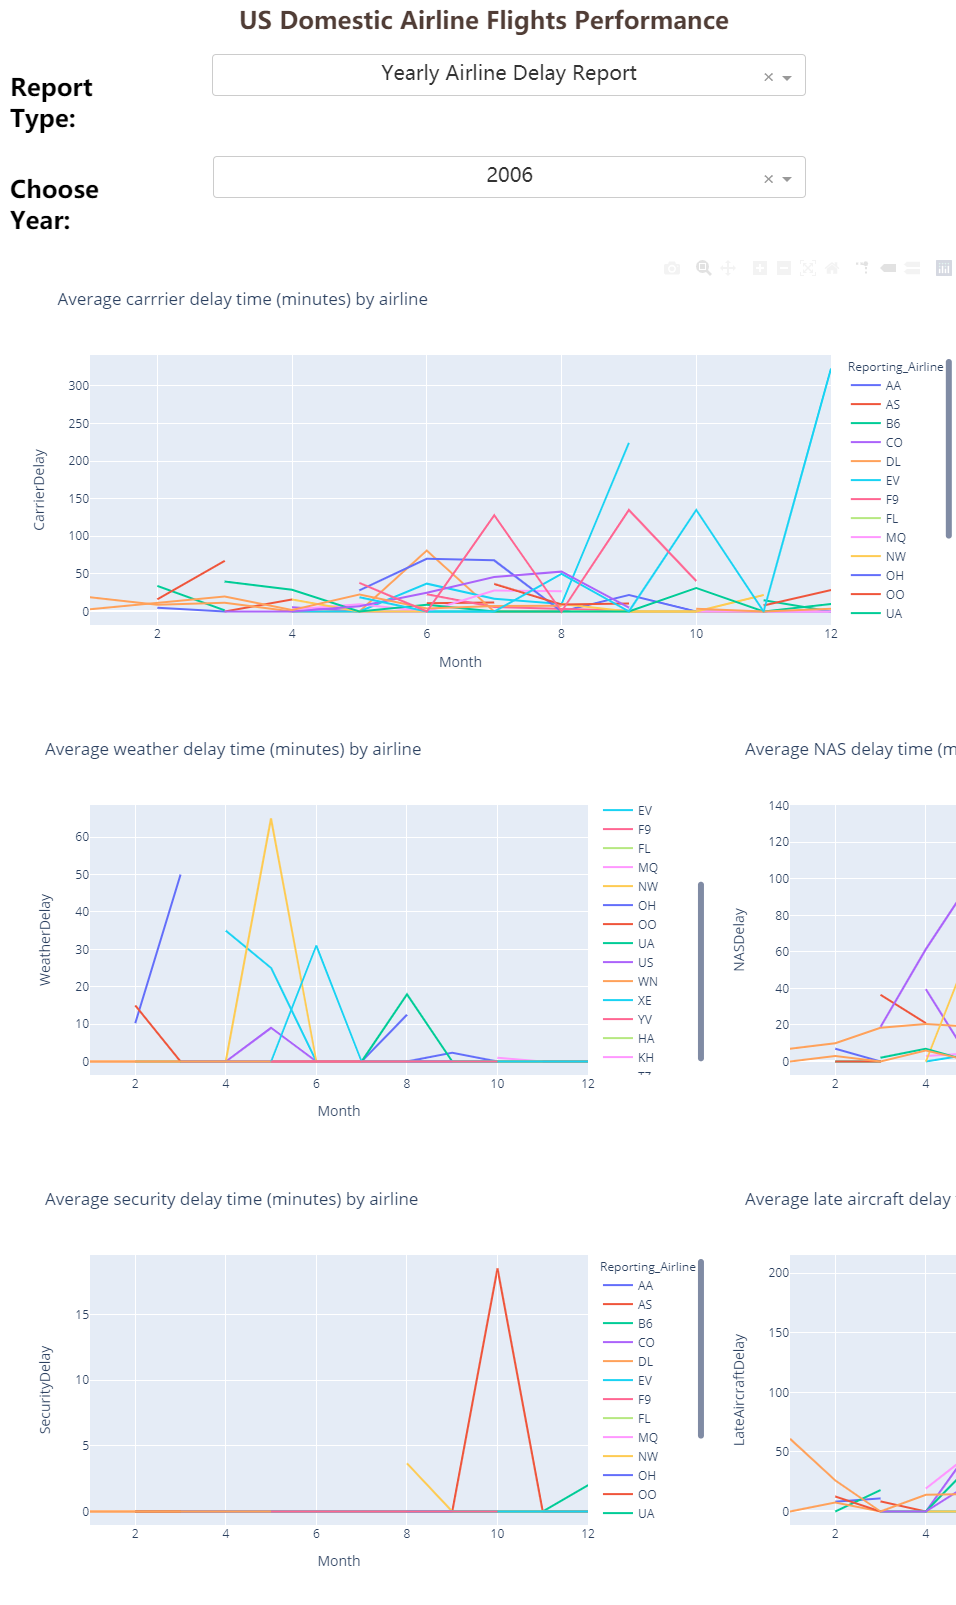 US Domestic Airline Flights Performance
Report
Type:
Yearly Airline Delay Report
×
Choose
Year:
2006
×
Average carrrier delay time (minutes) by airline
CarrierDelay
300
250
200
150
100
50
0
2
4
6
8
10
12
Month
Reporting_Airline
AA
AS
B6
CO
DL
EV
F9
FL
MQ
NW
OH
OO
UA
Average weather delay time (minutes) by airline
WeatherDelay
60
50
40
30
20
10
0
2
4
6
8
10
12
Month
EV
F9
FL
MQ
NW
OH
OO
UA
US
WN
XE
YV
HA
KH
Average NAS delay time (m
NASDelay
140
120
100
80
60
40
20
0
2
4
Average security delay time (minutes) by airline
SecurityDelay
15
10
5
0
2
4
6
8
10
12
Month
Reporting_Airline
AA
AS
B6
CO
DL
EV
F9
FL
MQ
NW
OH
OO
UA
Average late aircraft delay
LateAircraftDelay
200
150
100
50
0
2
4